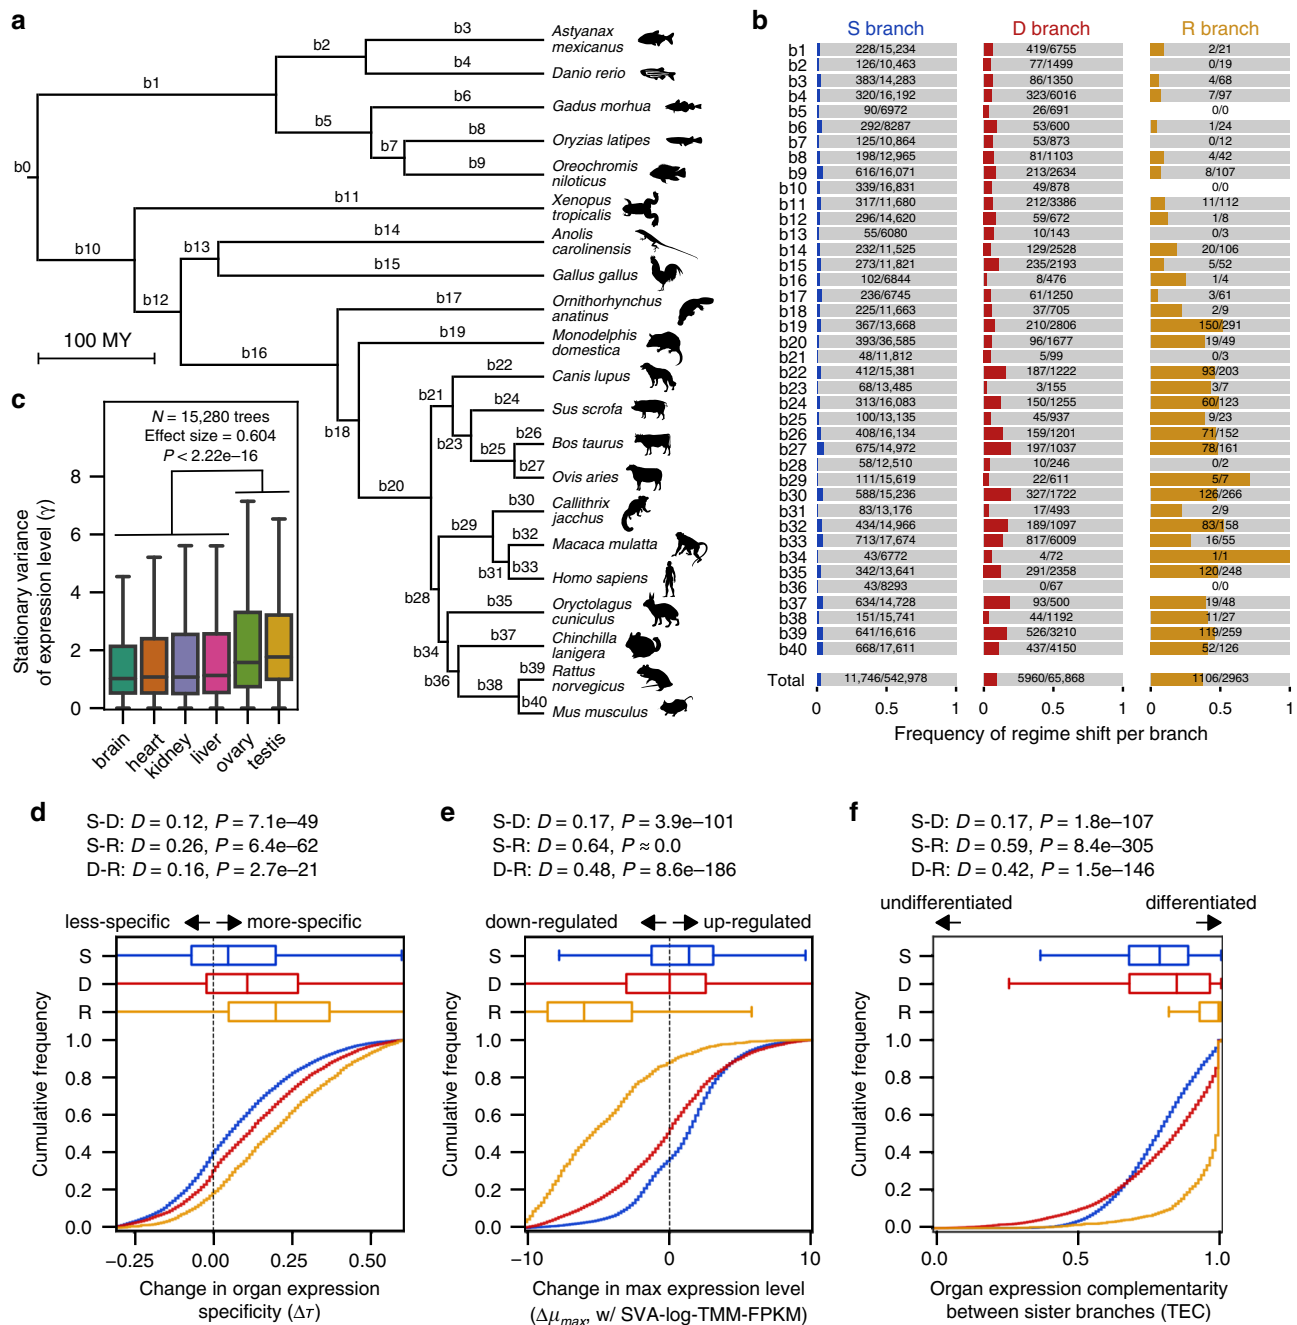 a
b0
b1
b2
b3
b4
b5
b6
b7
b8
b9
b10
b11
b12
b13
b14
b15
b16
b17
b18
b19
b20
b21
b22
b23
b24
b25
b26
b27
b28
b29
b30
b31
b32
b33
b34
b35
b36
b37
b38
b39
b40
Astyanax
mexicanus
Danio rerio
Gadus morhua
Oryzias latipes
Oreochromis
niloticus
Xenopus
tropicalis
Anolis
carolinensis
Gallus gallus
Ornithorhynchus
anatinus
Monodelphis
domestica
Canis lupus
Sus scrofa
Bos taurus
Ovis aries
Callithrix
jacchus
Macaca mulatta
Homo sapiens
Oryctolagus
cuniculus
Chinchilla
lanigera
Rattus
norvegicus
Mus musculus
100 MY
b
S branch D branch R branch
b1 228/15,234 419/6755 2/21
b2 126/10,463 77/1499 0/19
b3 383/14,283 86/1350 4/68
b4 320/16,192 323/6016 7/97
b5 90/6972 26/691 0/0
b6 292/8287 53/600 1/24
b7 125/10,864 53/873 0/12
b8 198/12,965 81/1103 4/42
b9 616/16,071 213/2634 8/107
b10 339/16,831 49/878 0/0
b11 317/11,680 212/3386 11/112
b12 296/14,620 59/672 1/8
b13 55/6080 10/143 0/3
b14 232/11,525 129/2528 20/106
b15 273/11,821 235/2193 5/52
b16 102/6844 8/476 1/4
b17 236/6745 61/1250 3/61
b18 225/11,663 37/705 2/9
b19 367/13,668 210/2806 150/291
b20 393/36,585 96/1677 19/49
b21 48/11,812 5/99 0/3
b22 412/15,381 187/1222 93/203
b23 68/13,485 3/155 3/7
b24 313/16,083 150/1255 60/123
b25 100/13,135 45/937 9/23
b26 408/16,134 159/1201 71/152
b27 675/14,972 197/1037 78/161
b28 58/12,510 10/246 0/2
b29 111/15,619 22/611 5/7
b30 588/15,236 327/1722 126/266
b31 83/13,176 17/493 2/9
b32 434/14,966 189/1097 83/158
b33 713/17,674 817/6009 16/55
b34 43/6772 4/72 1/1
b35 342/13,641 291/2358 120/248
b36 43/8293 0/67 0/0
b37 634/14,728 93/500 19/48
b38 151/15,741 44/1192 11/27
b39 641/16,616 526/3210 119/259
b40 668/17,611 437/4150 52/126
Total 11,746/542,978 5960/65,868 1106/2963
0 0.5 1 0 0.5 1 0 0.5 1
Frequency of regime shift per branch
c
N = 15,280 trees
Effect size = 0.604
P < 2.22e−16
8
6
4
2
0
Stationary variance
of expression level (γ)
brain
heart
kidney
liver
ovary
testis
d
S-D: D = 0.12, P = 7.1e−49
S-R: D = 0.26, P = 6.4e−62
D-R: D = 0.16, P = 2.7e−21
less-specific more-specific
S
D
R
1.0
0.8
0.6
0.4
0.2
0.0
Cumulative frequency
−0.25 0.00 0.25 0.50
Change in organ expression
specificity (Δτ)
e
S-D: D = 0.17, P = 3.9e−101
S-R: D = 0.64, P ≈ 0.0
D-R: D = 0.48, P = 8.6e−186
down-regulated up-regulated
S
D
R
1.0
0.8
0.6
0.4
0.2
0.0
Cumulative frequency
−10 0 10
Change in max expression level
(Δμmax, w/ SVA-log-TMM-FPKM)
f
S-D: D = 0.17, P = 1.8e−107
S-R: D = 0.59, P = 8.4e−305
D-R: D = 0.42, P = 1.5e−146
undifferentiated differentiated
S
D
R
1.0
0.8
0.6
0.4
0.2
0.0
Cumulative frequency
0.0 0.5 1.0
Organ expression complementarity
between sister branches (TEC)